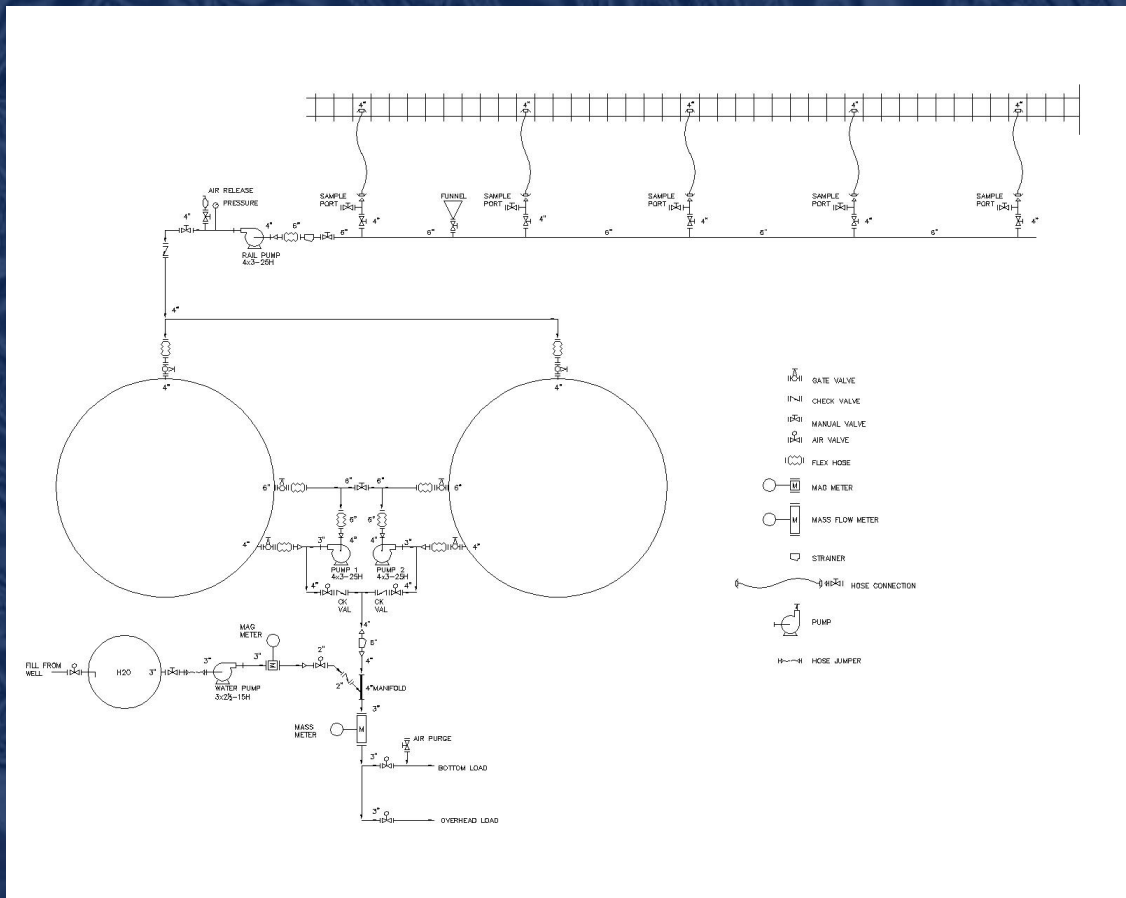 4" 4" 4" 4" 4"
AIR RELEASE
PRESSURE
SAMPLE
PORT
FUNNEL
SAMPLE
PORT
SAMPLE
PORT
SAMPLE
PORT
SAMPLE
PORT
4" 4" 4" 4" 4"
4" 4" 6" 6" 6" 6" 6" 6"
RAIL PUMP
4x3-25H
4"
4" 4"
GATE VALVE
CHECK VALVE
MANUAL VALVE
AIR VALVE
FLEX HOSE
M MAG METER
M MASS FLOW METER
STRAINER
HOSE CONNECTION
PUMP
HOSE JUMPER
6" 6" 6" 6" 6"
6" 6"
4" 3" 4" 4" 3" 4"
PUMP 1
4x3-25H
PUMP 2
4x3-25H
4" 4"
CK
VAL
CK
VAL
4"
6"
4"
MAG
METER
FILL FROM
WELL
H2O
3" 3" 3" M 2"
2"
WATER PUMP
3x2½-15H
4"MANIFOLD
3"
MASS
METER
M
AIR PURGE
3"
BOTTOM LOAD
3"
OVERHEAD LOAD